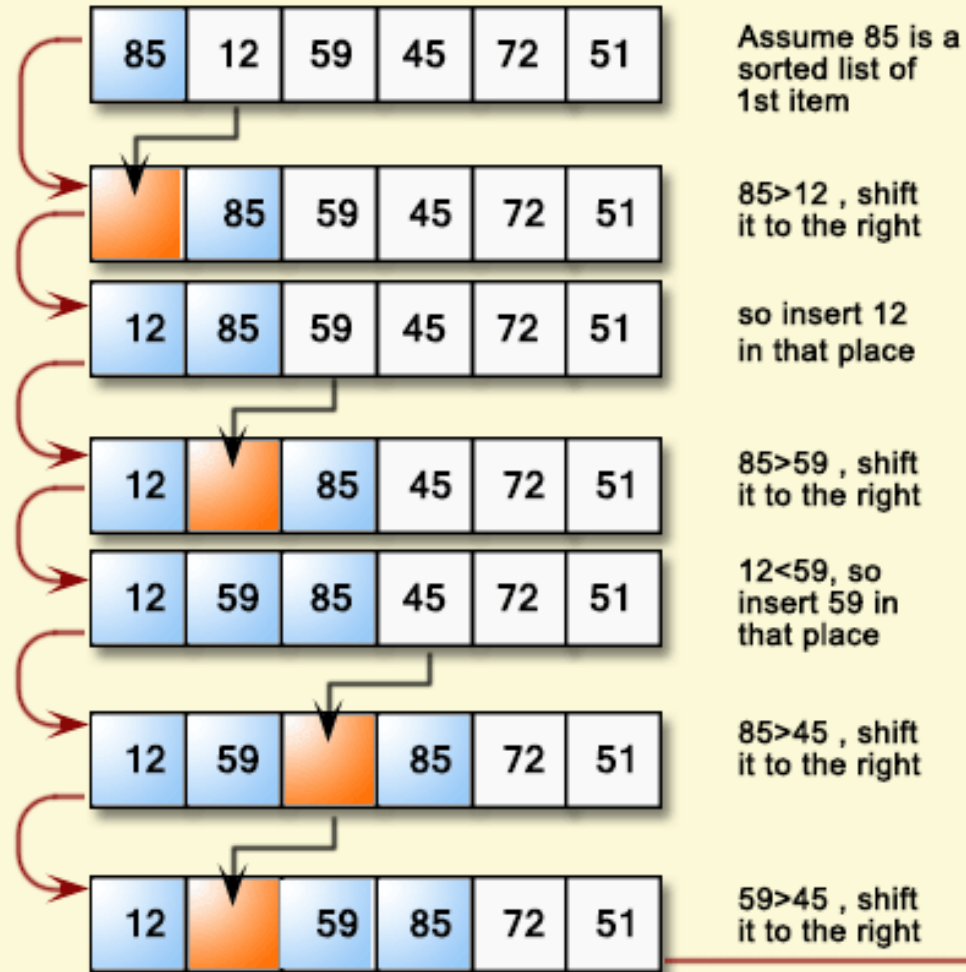 85 12 59 45 72 51
Assume 85 is a
sorted list of
1st item
85 59 45 72 51
85>12 , shift
it to the right
12 85 59 45 72 51
so insert 12
in that place
12 85 45 72 51
85>59 , shift
it to the right
12 59 85 45 72 51
12<59, so
insert 59 in
that place
12 59 85 72 51
85>45 , shift
it to the right
12 59 85 72 51
59>45 , shift
it to the right